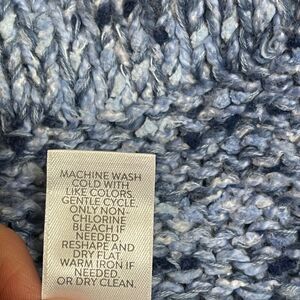 MACHINE WASH
COLD WITH
LIKE COLORS,
GENTLE CYCLE.
ONLY NON-
CHLORINE
BLEACH IF
NEEDED.
RESHAPE AND
DRY FLAT.
WARM IRON IF
NEEDED
OR DRY CLEAN.